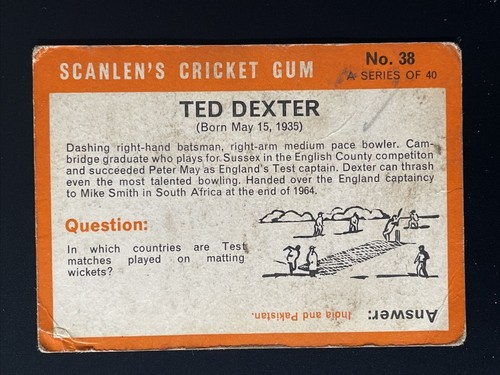 SCANLEN'S CRICKET GUM
No. 38
A SERIES OF 40
TED DEXTER
(Born May 15, 1935)
Dashing right-hand batsman, right-arm medium pace bowler. Cam-
bridge graduate who plays for Sussex in the English County competiton
and succeeded Peter May as England's Test captain. Dexter can thrash
even the most talented bowling. Handed over the England captaincy
to Mike Smith in South Africa at the end of 1964.
Question:
In which countries are Test
matches played on matting
wickets?
Answer:
India and Pakistan.